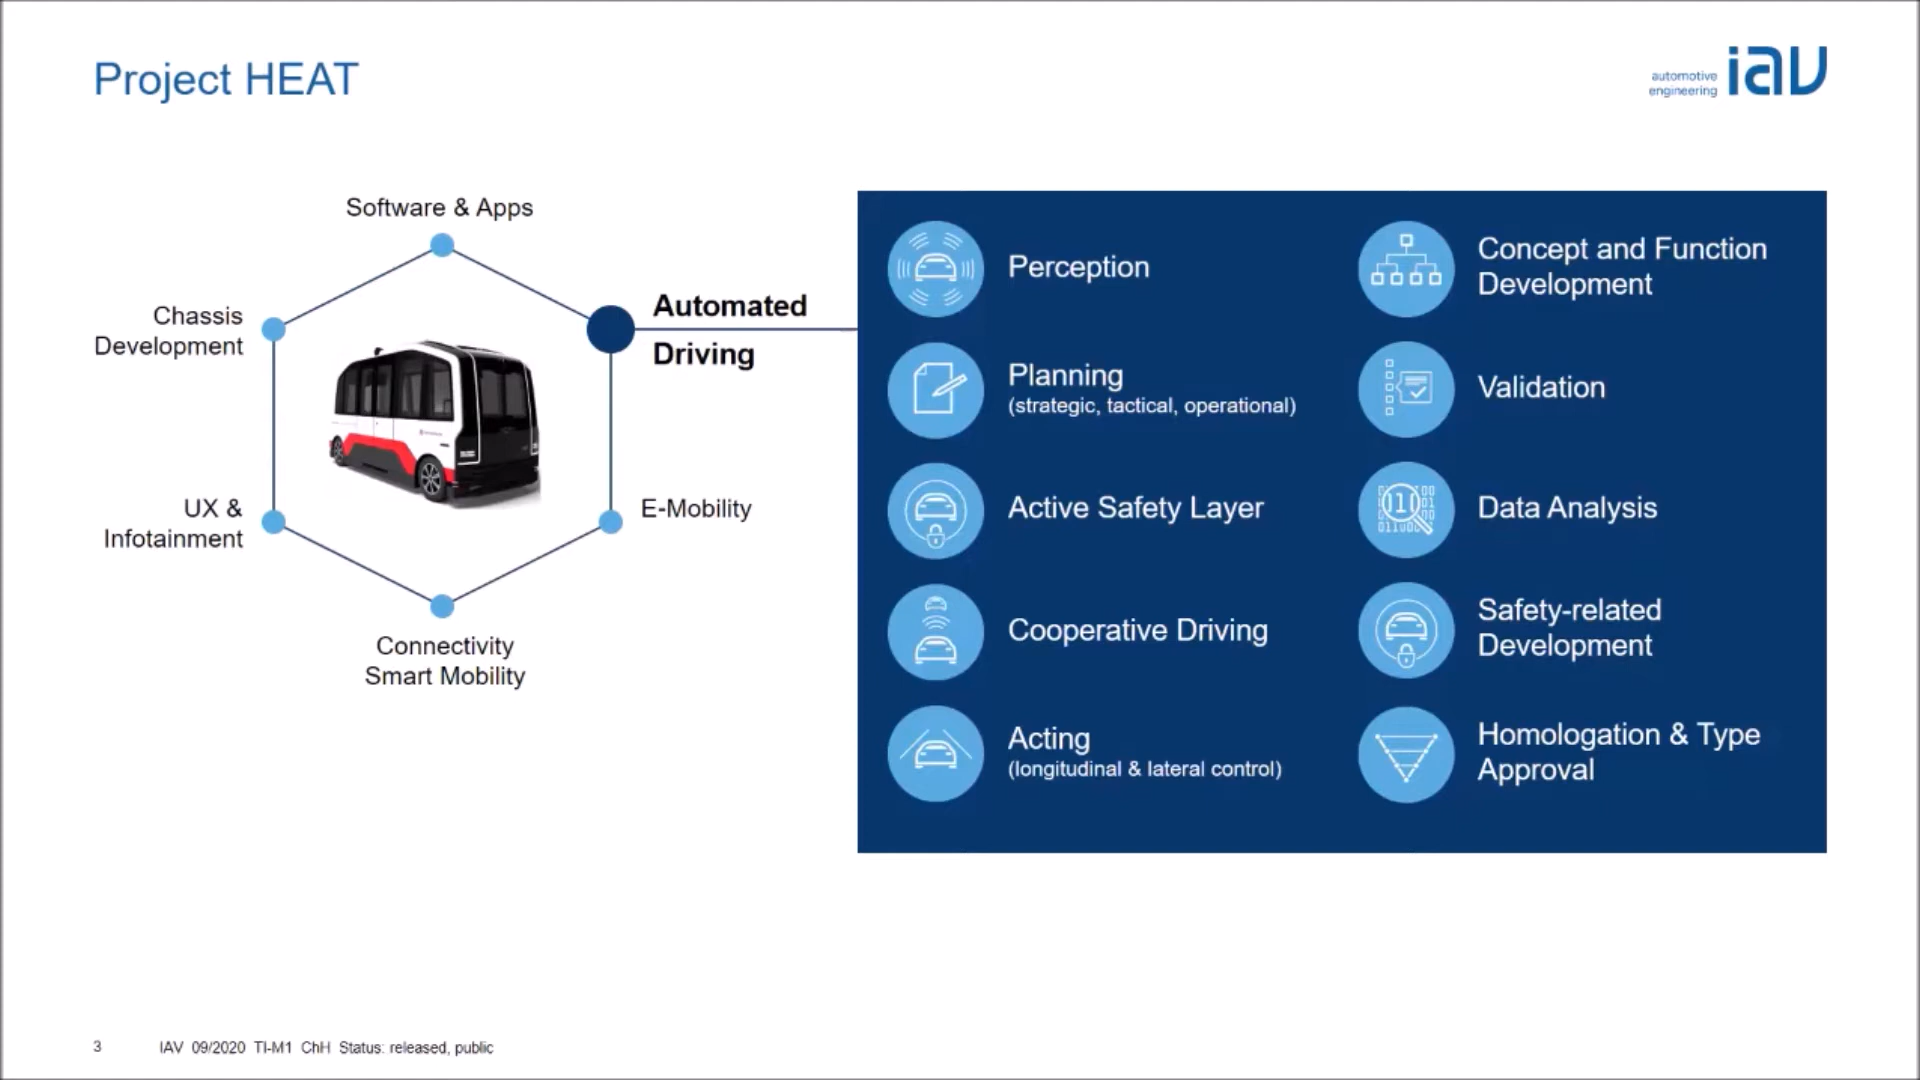 Project HEAT
automotive
engineering
iav
Software & Apps
Chassis
Development
Automated
Driving
UX &
Infotainment
E-Mobility
Connectivity
Smart Mobility
Perception
Planning
(strategic, tactical, operational)
Active Safety Layer
Cooperative Driving
Acting
(longitudinal & lateral control)
Concept and Function
Development
Validation
Data Analysis
Safety-related
Development
Homologation & Type
Approval
3 IAV 09/2020 TI-M1 ChH Status: released, public